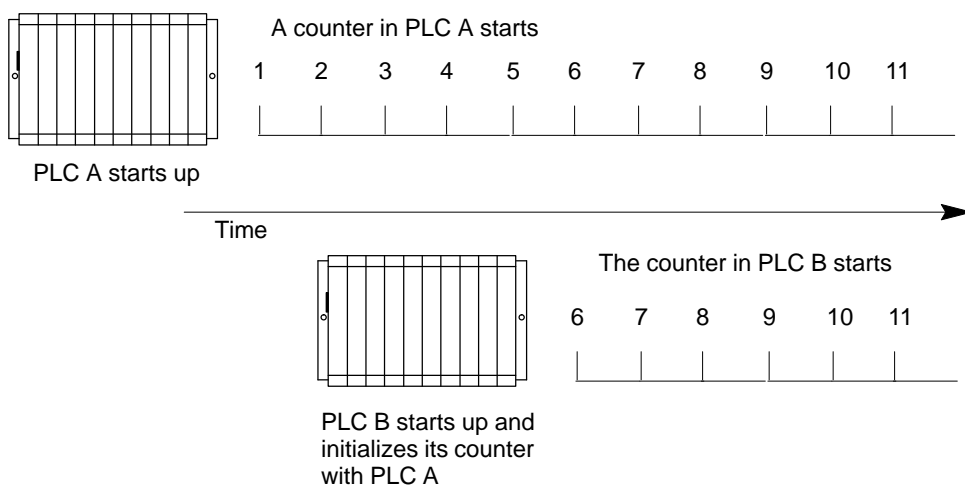 A counter in PLC A starts
1 2 3 4 5 6 7 8 9 10 11
PLC A starts up
Time
The counter in PLC B starts
6 7 8 9 10 11
PLC B starts up and
initializes its counter
with PLC A